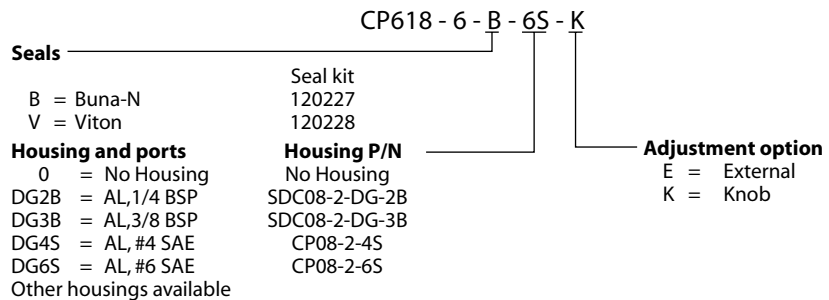 CP618 - 6 - B - 6S - K
Seals
Seal kit
B = Buna-N 120227
V = Viton 120228
Housing and ports Housing P/N Adjustment option
0 = No Housing No Housing E = External
DG2B = AL,1/4 BSP SDC08-2-DG-2B K = Knob
DG3B = AL,3/8 BSP SDC08-2-DG-3B
DG4S = AL, #4 SAE CP08-2-4S
DG6S = AL, #6 SAE CP08-2-6S
Other housings available